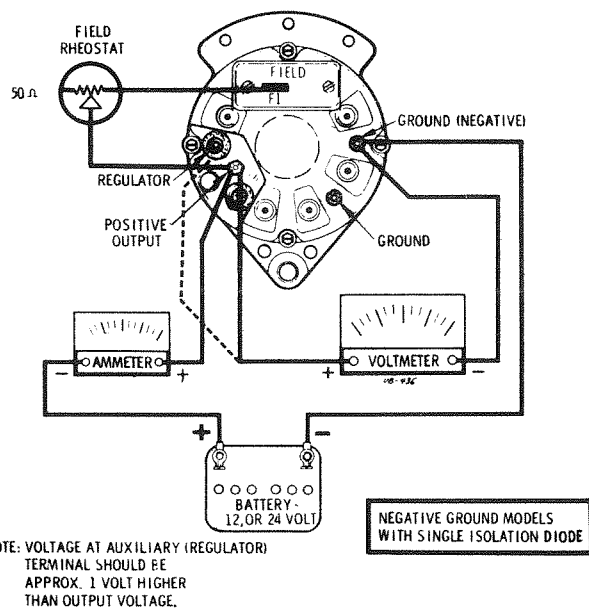 FIELD
RHEOSTAT
50 Ω
FIELD
F1
GROUND (NEGATIVE)
REGULATOR
POSITIVE
OUTPUT
GROUND
AMMETER
- +
VOLTMETER
+ -
VB-436
+ -
BATTERY -
12, OR 24 VOLT
NEGATIVE GROUND MODELS
WITH SINGLE ISOLATION DIODE
OTE: VOLTAGE AT AUXILIARY (REGULATOR)
TERMINAL SHOULD BE
APPROX. 1 VOLT HIGHER
THAN OUTPUT VOLTAGE.